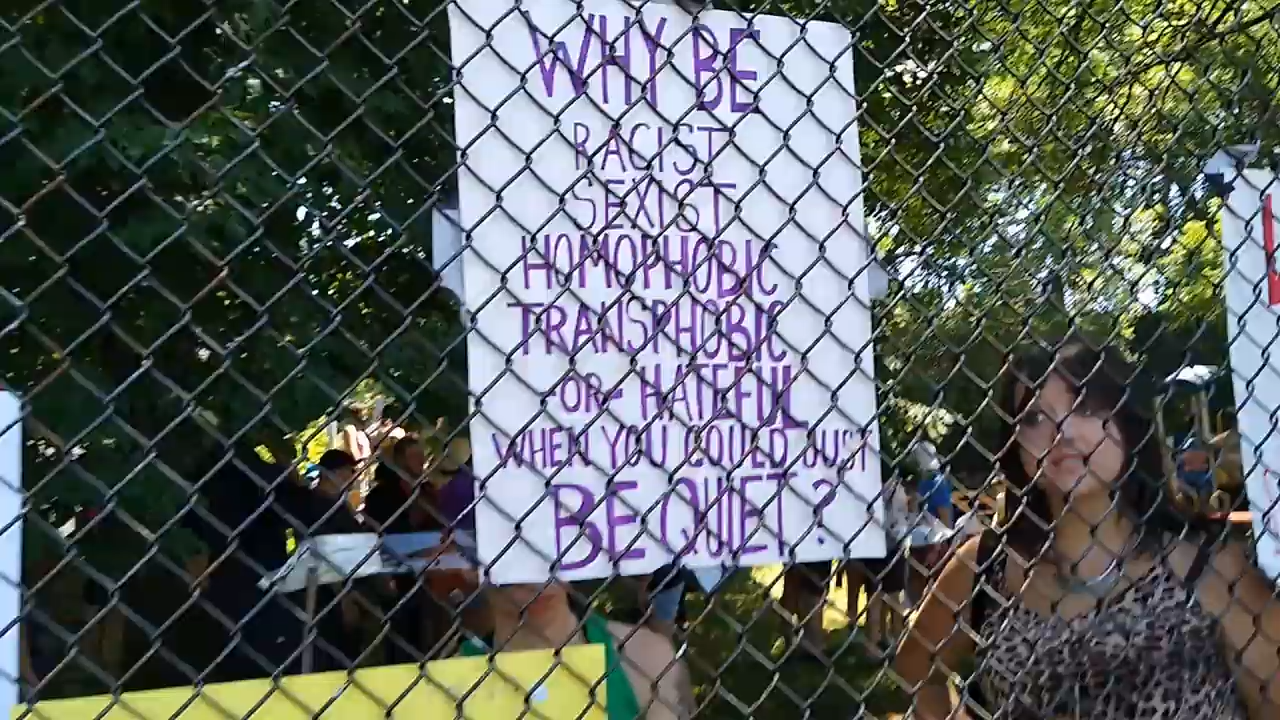 WHY BE
RACIST
SEXIST
HOMOPHOBIC
TRANSPHOBIC
-OR- HATEFUL
WHEN YOU COULD JUST
BE QUIET?